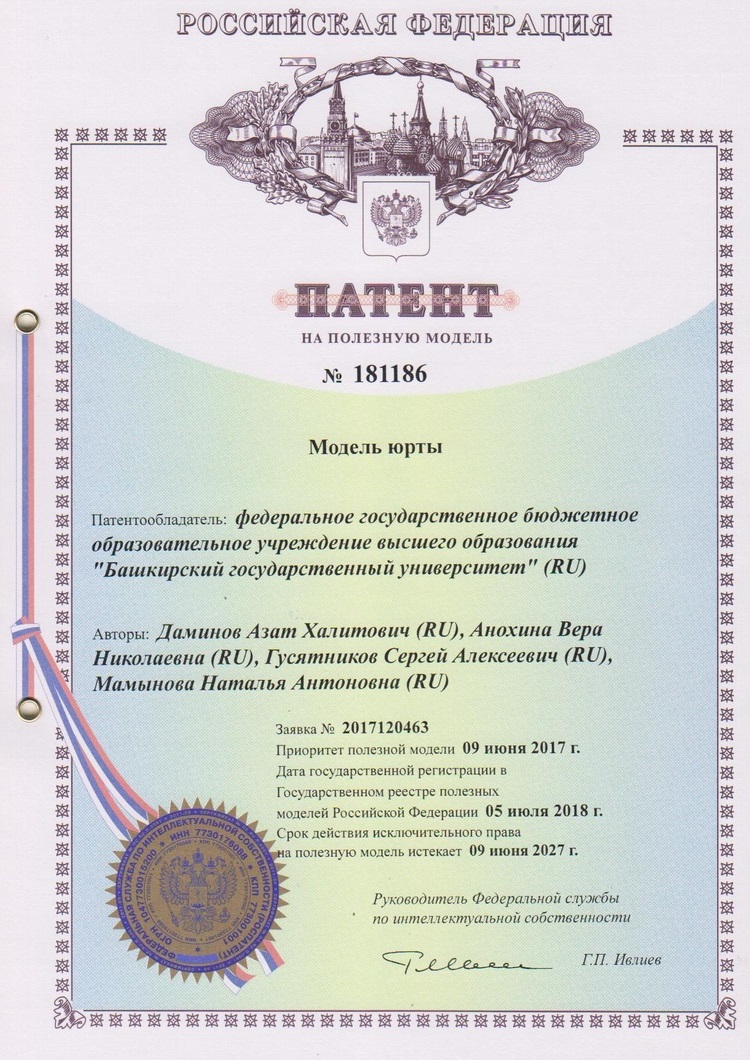 РОССИЙСКАЯ ФЕДЕРАЦИЯ
ПАТЕНТ
НА ПОЛЕЗНУЮ МОДЕЛЬ
№ 181186
Модель юрты
Патентообладатель: федеральное государственное бюджетное
образовательное учреждение высшего образования
"Башкирский государственный университет" (RU)
Авторы: Даминов Азат Халитович (RU), Анохина Вера
Николаевна (RU), Гусятников Сергей Алексеевич (RU),
Мамынова Наталья Антоновна (RU)
Заявка № 2017120463
Приоритет полезной модели 09 июня 2017 г.
Дата государственной регистрации в
Государственном реестре полезных
моделей Российской Федерации 05 июля 2018 г.
Срок действия исключительного права
на полезную модель истекает 09 июня 2027 г.
Руководитель Федеральной службы
по интеллектуальной собственности
Г.П. Ивлиев
ФЕДЕРАЛЬНАЯ СЛУЖБА ПО ИНТЕЛЛЕКТУАЛЬНОЙ СОБСТВЕННОСТИ (РОСПАТЕНТ)
ОГРН 1047730015200 * ИНН 7730176088 * КПП 773001001